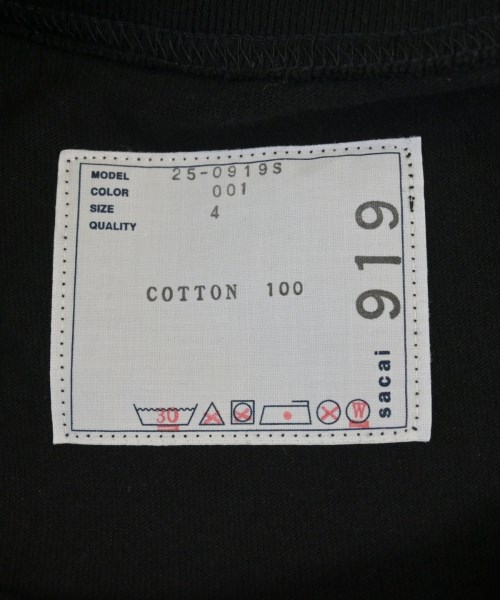 MODEL 25-0919S
COLOR 001
SIZE 4
QUALITY
COTTON 100
30
W
sacai 919